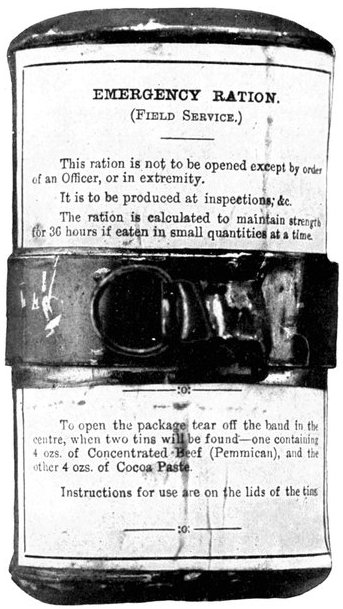 EMERGENCY RATION.
(FIELD SERVICE.)
This ration is not to be opened except by order
of an Officer, or in extremity.
It is to be produced at inspections, &c.
The ration is calculated to maintain strength
for 36 hours if eaten in small quantities at a time.
:o:
To open the package tear off the band in the
centre, when two tins will be found—one containing
4 ozs. of Concentrated Beef (Pemmican), and the
other 4 ozs. of Cocoa Paste.
Instructions for use are on the lids of the tins
:o: